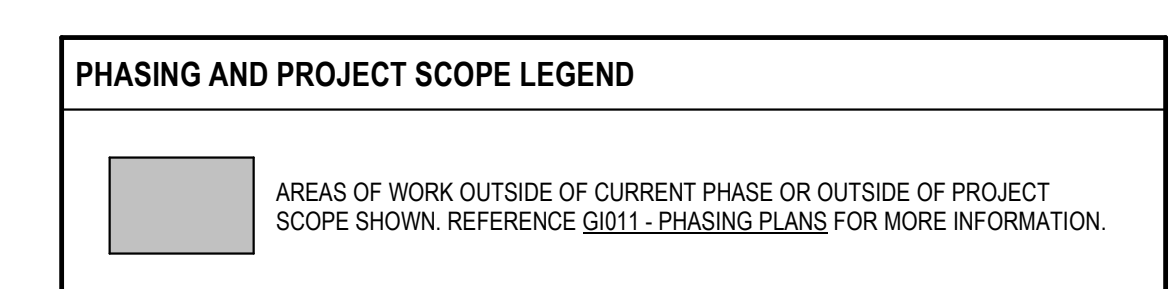 PHASING AND PROJECT SCOPE LEGEND
AREAS OF WORK OUTSIDE OF CURRENT PHASE OR OUTSIDE OF PROJECT
SCOPE SHOWN. REFERENCE GI011 - PHASING PLANS FOR MORE INFORMATION.